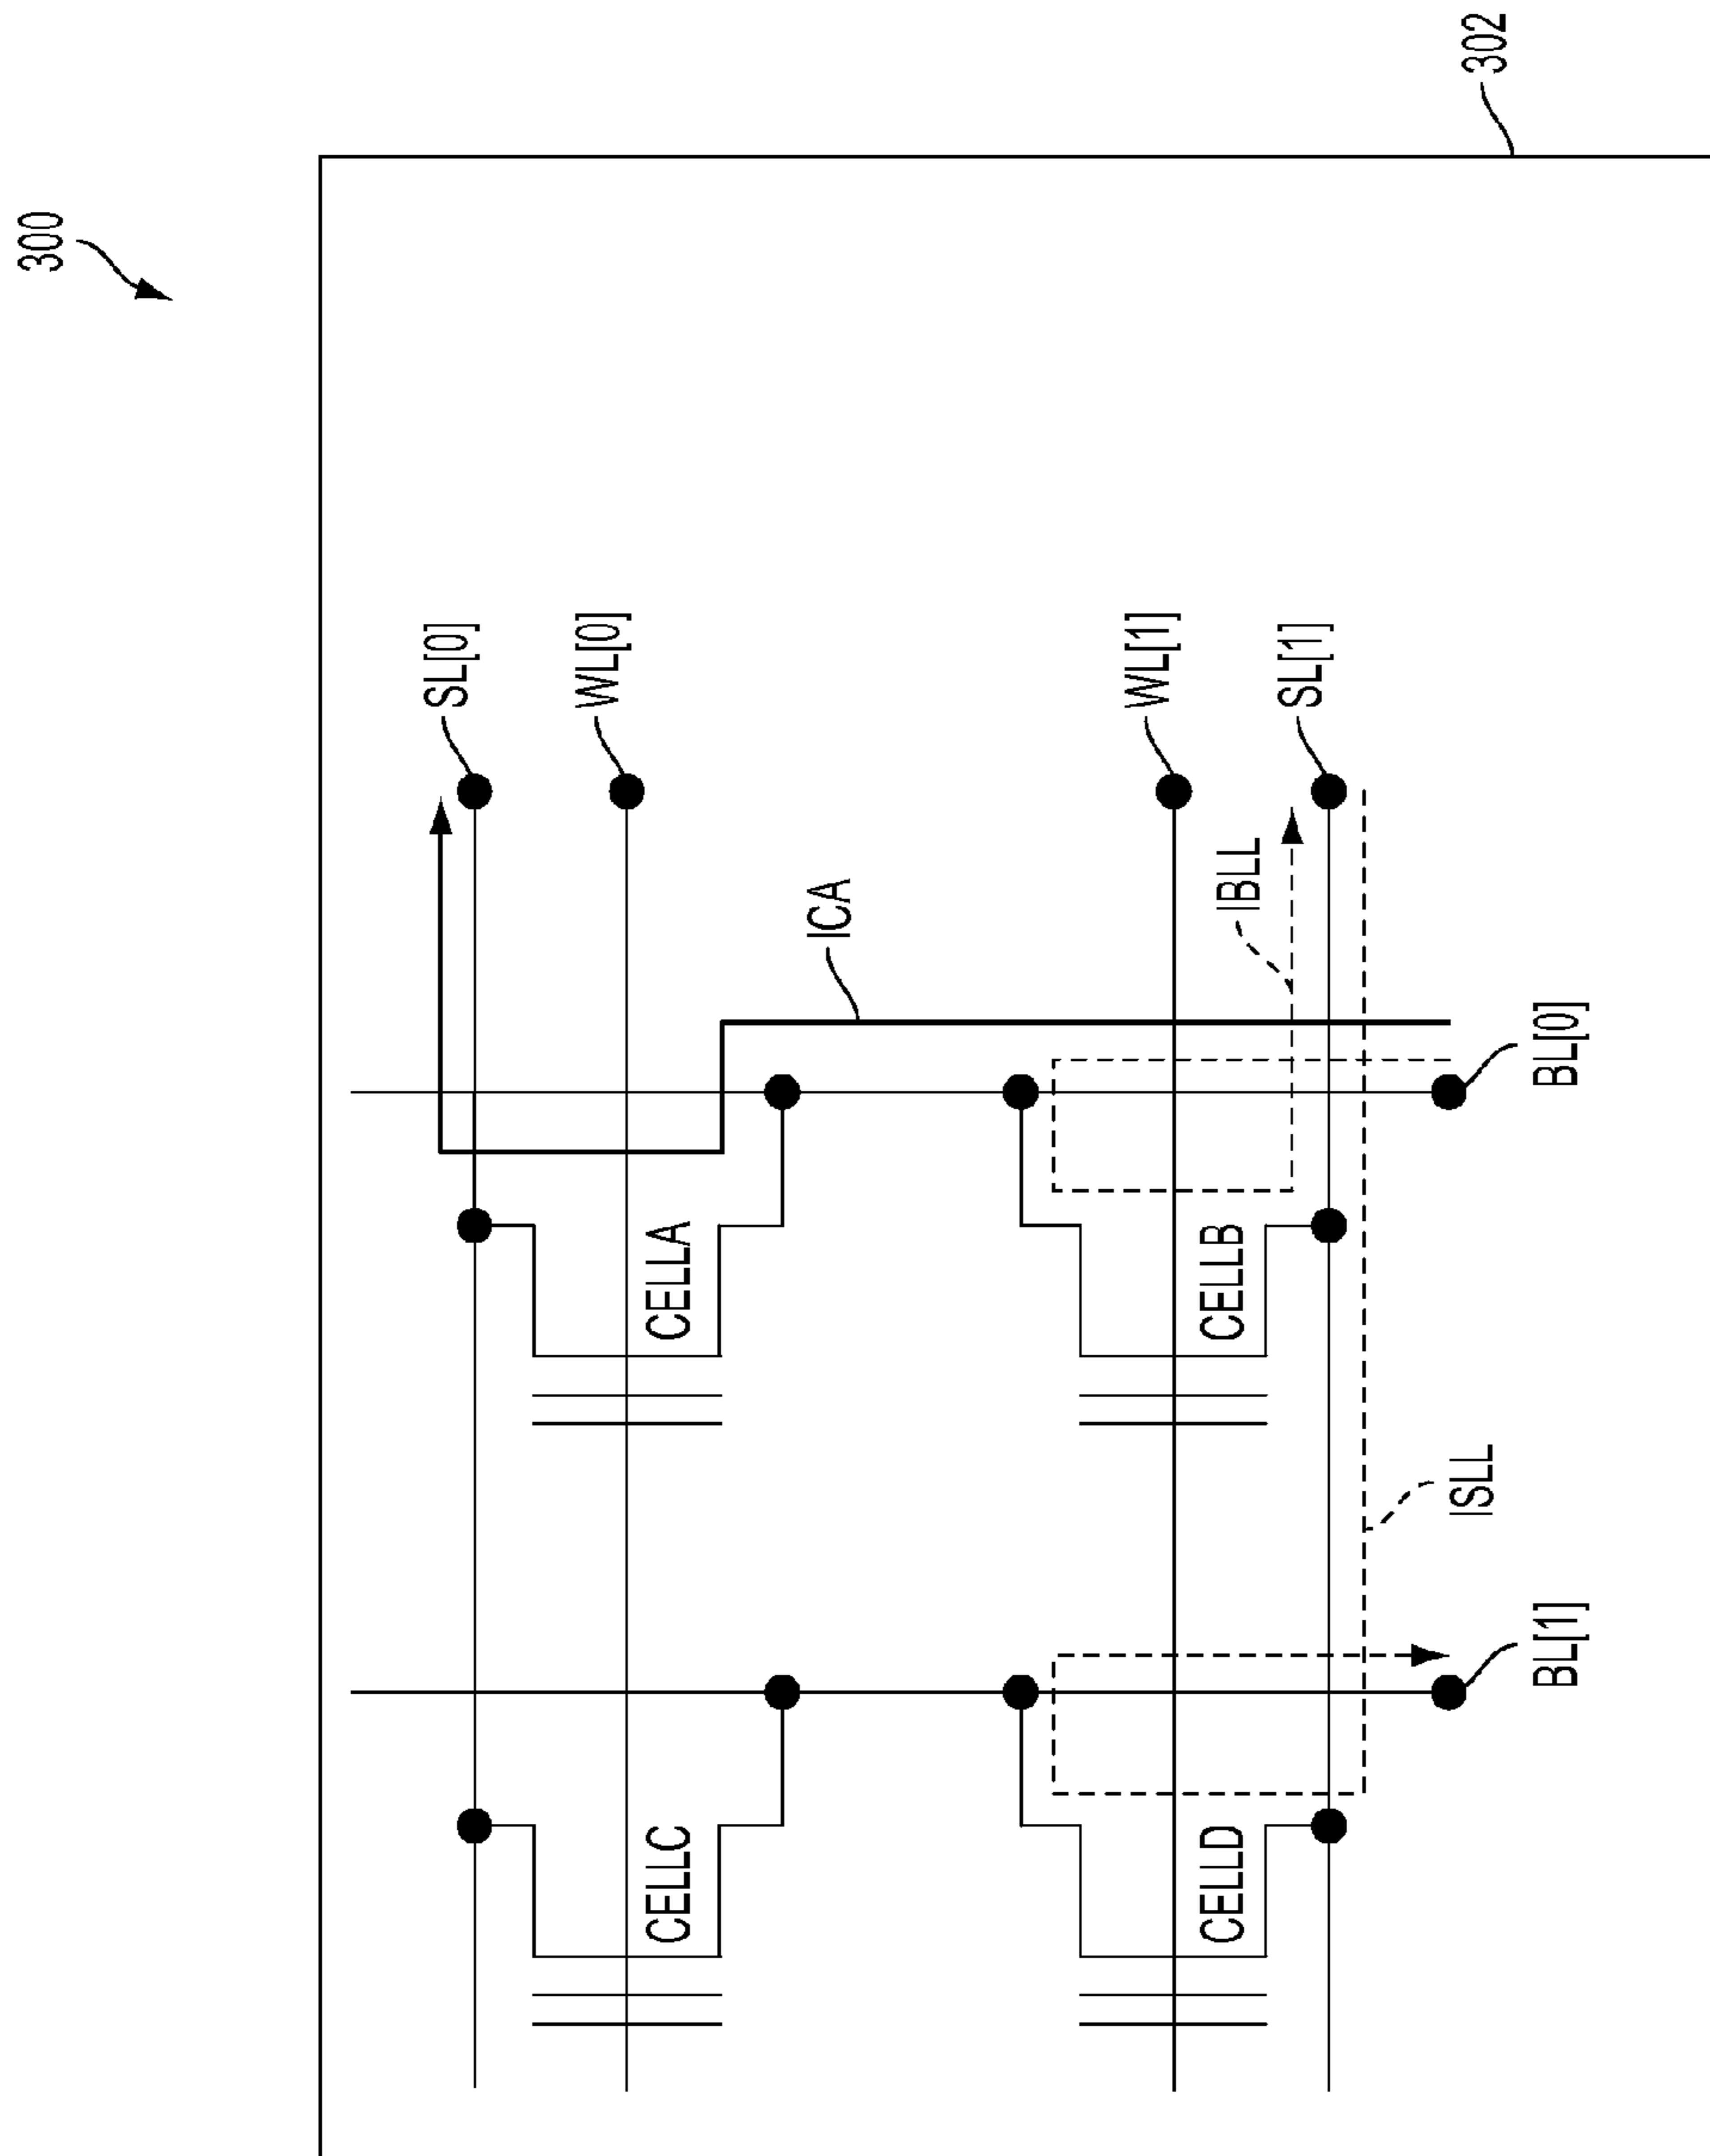 300
302
SL[0]
WL[0]
WL[1]
SL[1]
ICA
IBLL
CELLA
CELLB
BL[0]
ISLL
CELLC
CELLD
BL[1]